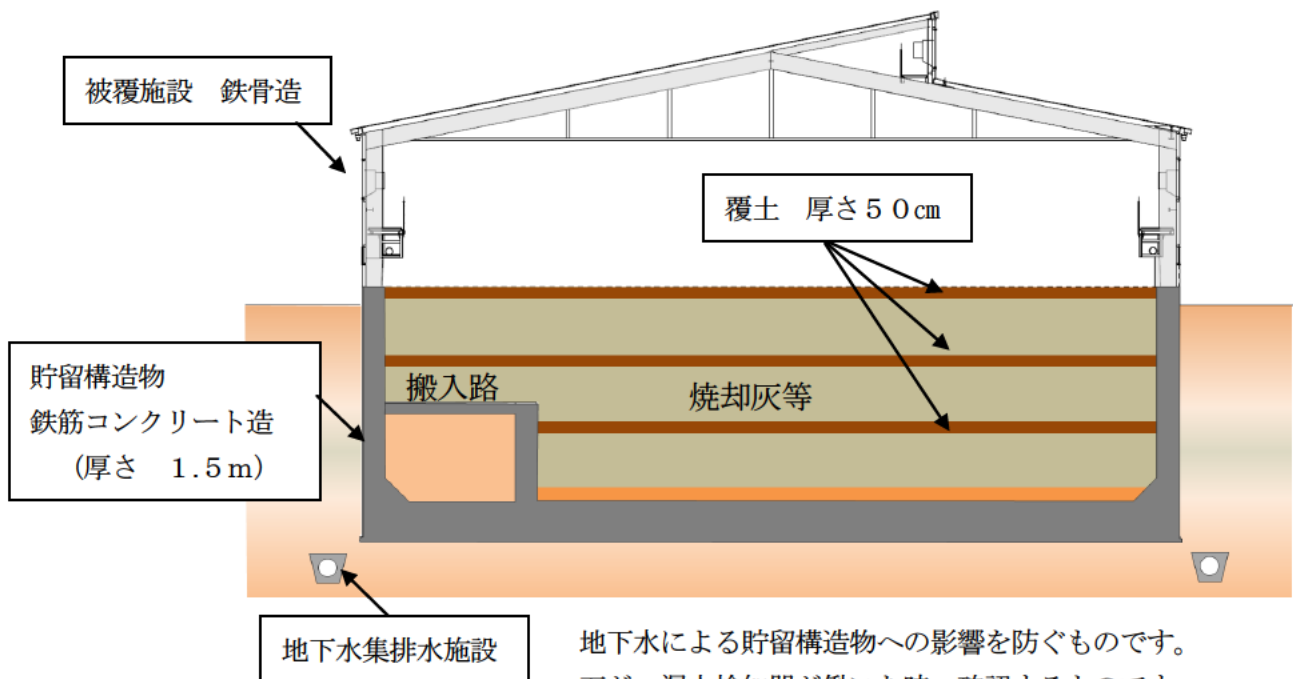 被覆施設　鉄骨造
覆土　厚さ５０㎝
貯留構造物
鉄筋コンクリート造
（厚さ　１.５ｍ）
搬入路
焼却灰等
地下水集排水施設
地下水による貯留構造物への影響を防ぐものです。